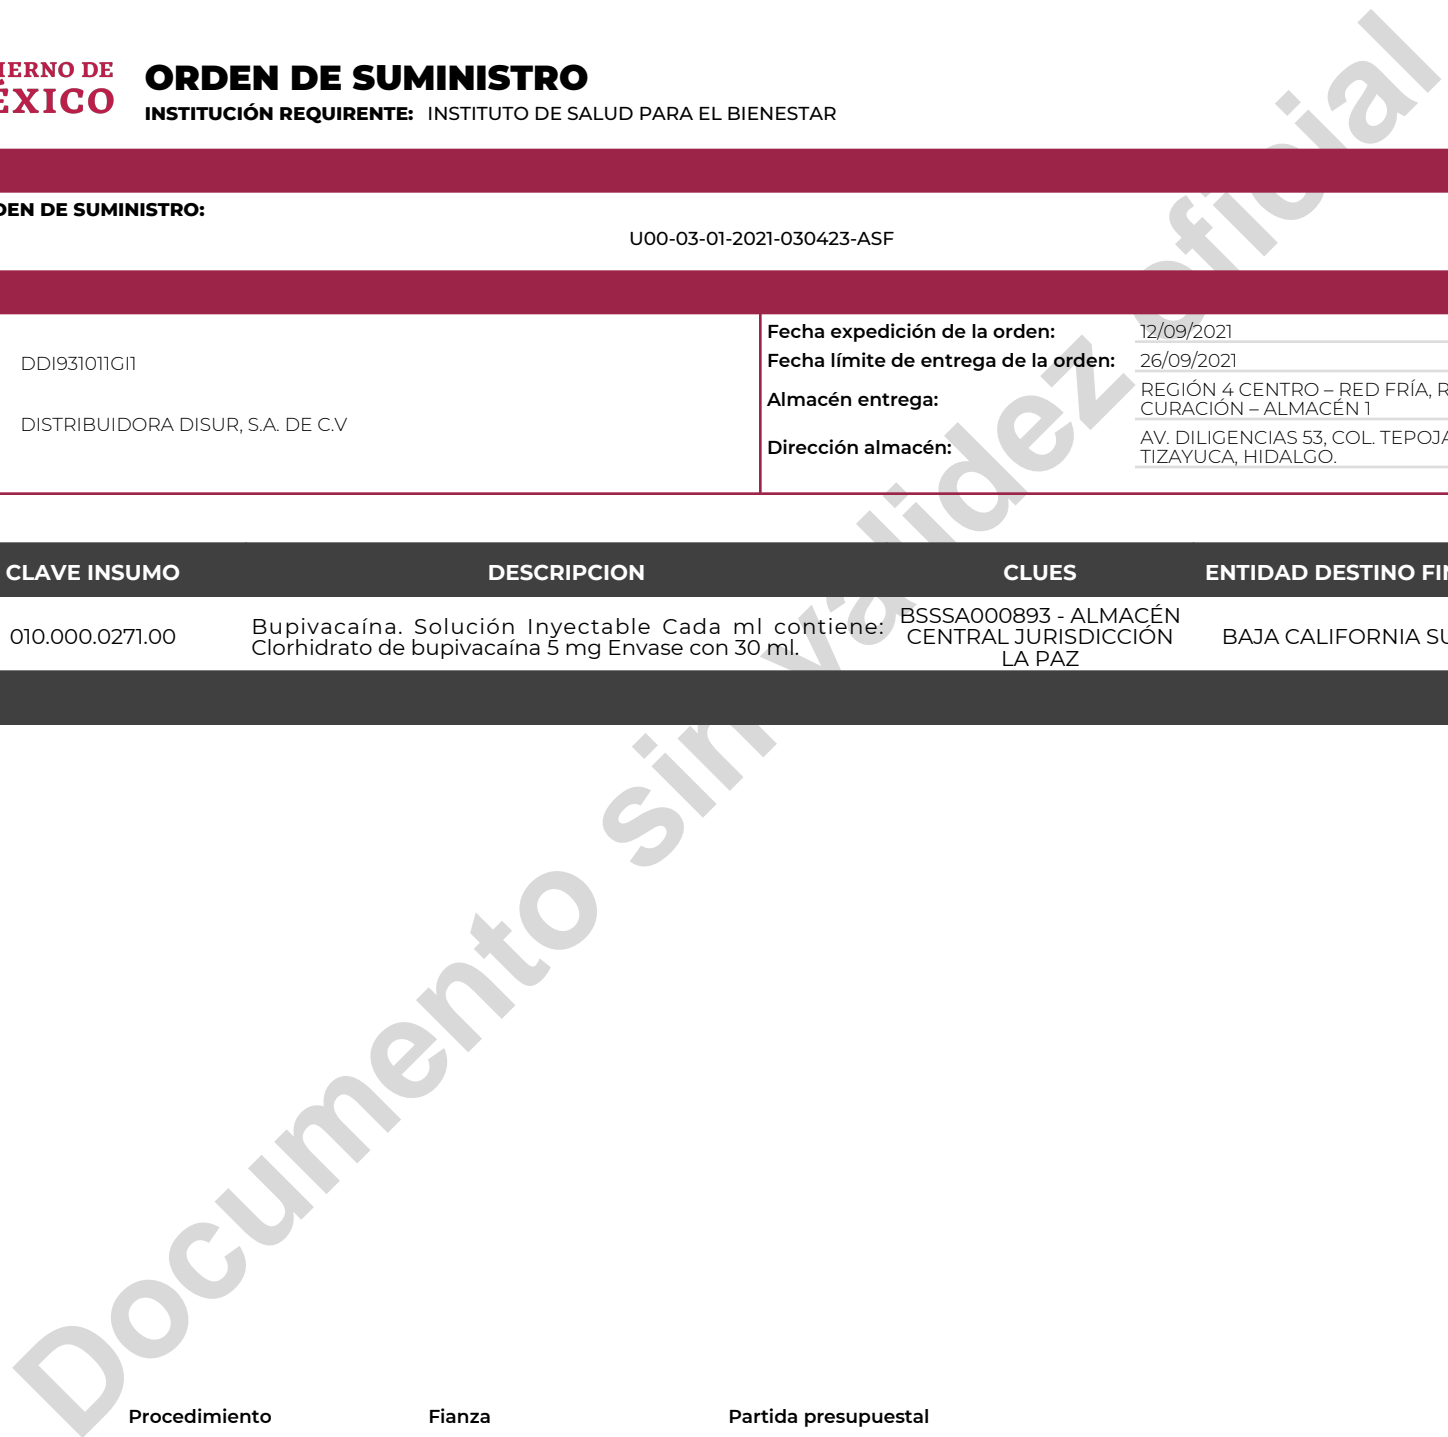 IERNO DE
ÉXICO
ORDEN DE SUMINISTRO
INSTITUCIÓN REQUIRENTE: INSTITUTO DE SALUD PARA EL BIENESTAR
DEN DE SUMINISTRO:
U00-03-01-2021-030423-ASF
DDI931011GI1
DISTRIBUIDORA DISUR, S.A. DE C.V
Fecha expedición de la orden: 12/09/2021
Fecha límite de entrega de la orden: 26/09/2021
Almacén entrega: REGIÓN 4 CENTRO – RED FRÍA, R
CURACIÓN – ALMACÉN 1
Dirección almacén: AV. DILIGENCIAS 53, COL. TEPOJA
TIZAYUCA, HIDALGO.
CLAVE INSUMO DESCRIPCION CLUES ENTIDAD DESTINO FIN
010.000.0271.00
Bupivacaína. Solución Inyectable Cada ml contiene:
Clorhidrato de bupivacaína 5 mg Envase con 30 ml.
BSSSA000893 - ALMACÉN
CENTRAL JURISDICCIÓN
LA PAZ
BAJA CALIFORNIA SU
Documento sin validez oficial
Procedimiento Fianza Partida presupuestal